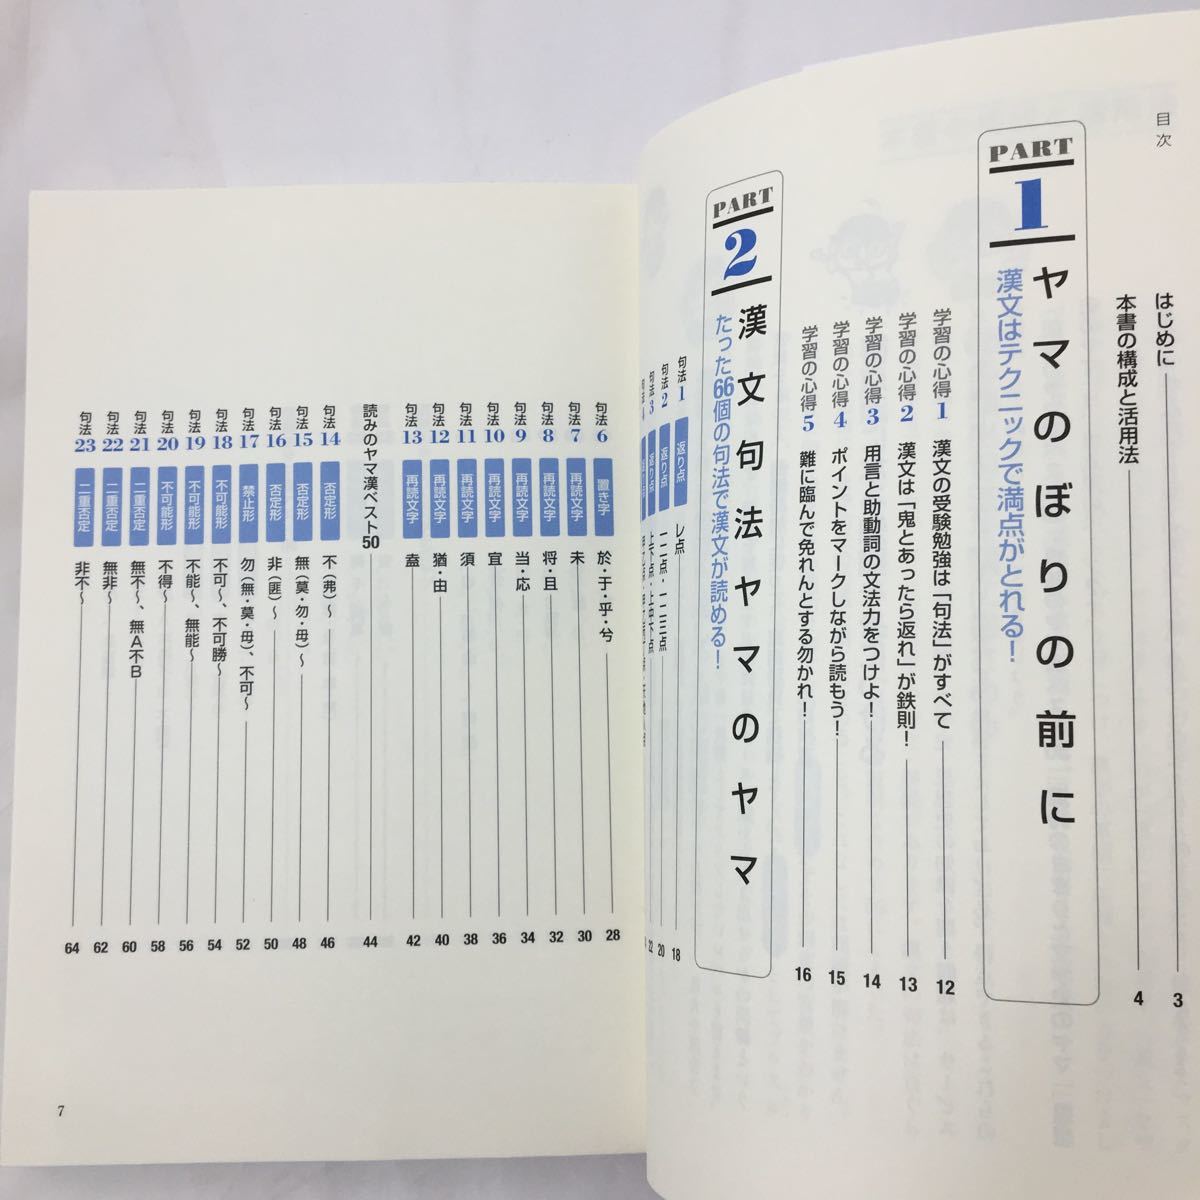 目次
はじめに 3
本書の構成と活用法 4
PART 1 ヤマのぼりの前に
漢文はテクニックで満点がとれる！
学習の心得 1 漢文の受験勉強は「句法」がすべて 12
学習の心得 2 漢文は「鬼とあったら返れ」が鉄則！ 13
学習の心得 3 用言と助動詞の文法力をつけよ！ 14
学習の心得 4 ポイントをマークしながら読もう！ 15
学習の心得 5 難に臨んで免れんとする勿かれ！ 16
PART 2 漢文句法ヤマのヤマ
たった66個の句法で漢文が読める！
句法 1 返り点 レ点 18
句法 2 返り点 一二点・一二三点 20
句法 3 返り点 上下点・上中下点 22
句法 6 置き字 於・于・乎・兮 28
句法 7 再読文字 未 30
句法 8 再読文字 将・且 32
句法 9 再読文字 当・応 34
句法 10 再読文字 宜 36
句法 11 再読文字 須 38
句法 12 再読文字 猶・由 40
句法 13 再読文字 盍 42
読みのヤマ漢ベスト50 44
句法 14 否定形 不(弗)〜 46
句法 15 否定形 無(莫・勿・毋)〜 48
句法 16 否定形 非(匪)〜 50
句法 17 禁止形 勿(無・莫・毋)、不可〜 52
句法 18 不可能形 不可〜、不可勝〜 54
句法 19 不可能形 不能〜、無能〜 56
句法 20 不可能形 不得〜 58
句法 21 二重否定 無不〜、無A不B 60
句法 22 二重否定 無非〜 62
句法 23 二重否定 非不〜 64
7